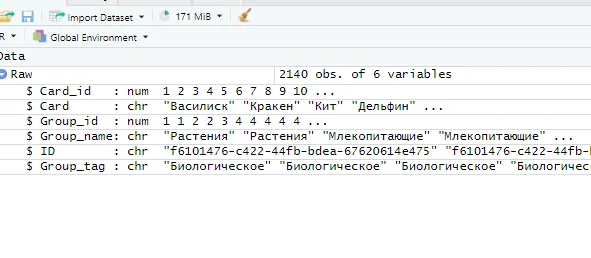 Import Dataset 171 MiB
R Global Environment
Data
Raw 2140 obs. of 6 variables
$ Card_id : num 1 2 3 4 5 6 7 8 9 10 ...
$ Card : chr "Василиск" "Кракен" "Кит" "Дельфин" ...
$ Group_id : num 1 1 2 2 3 4 4 4 4 4 ...
$ Group_name: chr "Растения" "Растения" "Млекопитающие" "Млекопитающие" ...
$ ID : chr "f6101476-c422-44fb-bdea-67620614e475" "f6101476-c422-44fb-
$ Group_tag : chr "Биологическое" "Биологическое" "Биологическое" "Биологичес